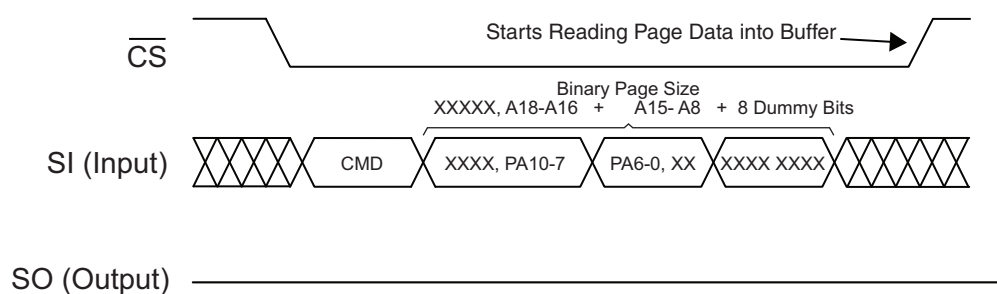 Starts Reading Page Data into Buffer
CS
Binary Page Size
XXXXX, A18-A16 + A15- A8 + 8 Dummy Bits
SI (Input)
CMD
XXXX, PA10-7
PA6-0, XX
XXXX XXXX
SO (Output)